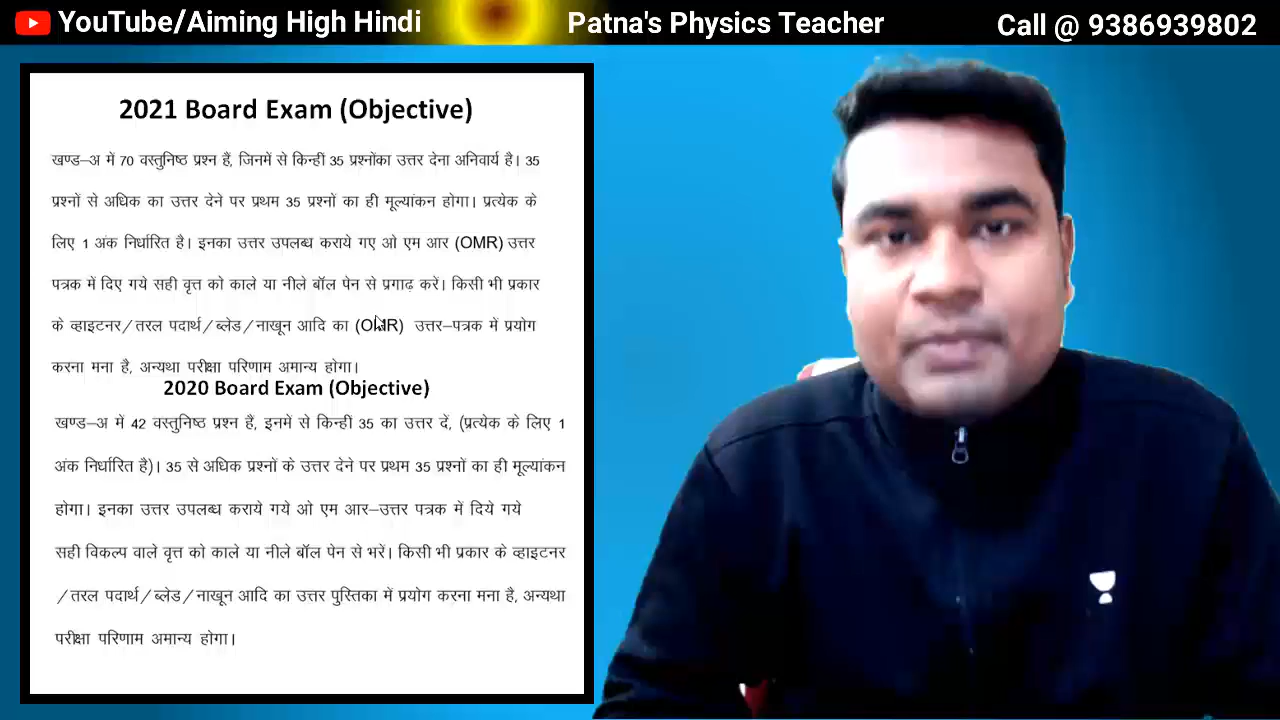 YouTube/Aiming High Hindi
Patna's Physics Teacher
Call @ 9386939802
2021 Board Exam (Objective)
खण्ड–अ में 70 वस्तुनिष्ठ प्रश्न हैं, जिनमें से किन्हीं 35 प्रश्नोंका उत्तर देना अनिवार्य है। 35
प्रश्नों से अधिक का उत्तर देने पर प्रथम 35 प्रश्नों का ही मूल्यांकन होगा। प्रत्येक के
लिए 1 अंक निर्धारित है। इनका उत्तर उपलब्ध कराये गए ओ एम आर (OMR) उत्तर
पत्रक में दिए गये सही वृत्त को काले या नीले बॉल पेन से प्रगाढ़ करें। किसी भी प्रकार
के व्हाइटनर/तरल पदार्थ/ब्लेड/नाखून आदि का (OMR) उत्तर–पत्रक में प्रयोग
करना मना है, अन्यथा परीक्षा परिणाम अमान्य होगा।
2020 Board Exam (Objective)
खण्ड–अ में 42 वस्तुनिष्ठ प्रश्न हैं, इनमें से किन्हीं 35 का उत्तर दें, (प्रत्येक के लिए 1
अंक निर्धारित है)। 35 से अधिक प्रश्नों के उत्तर देने पर प्रथम 35 प्रश्नों का ही मूल्यांकन
होगा। इनका उत्तर उपलब्ध कराये गये ओ एम आर–उत्तर पत्रक में दिये गये
सही विकल्प वाले वृत्त को काले या नीले बॉल पेन से भरें। किसी भी प्रकार के व्हाइटनर
/तरल पदार्थ/ब्लेड/नाखून आदि का उत्तर पुस्तिका में प्रयोग करना मना है, अन्यथा
परीक्षा परिणाम अमान्य होगा।